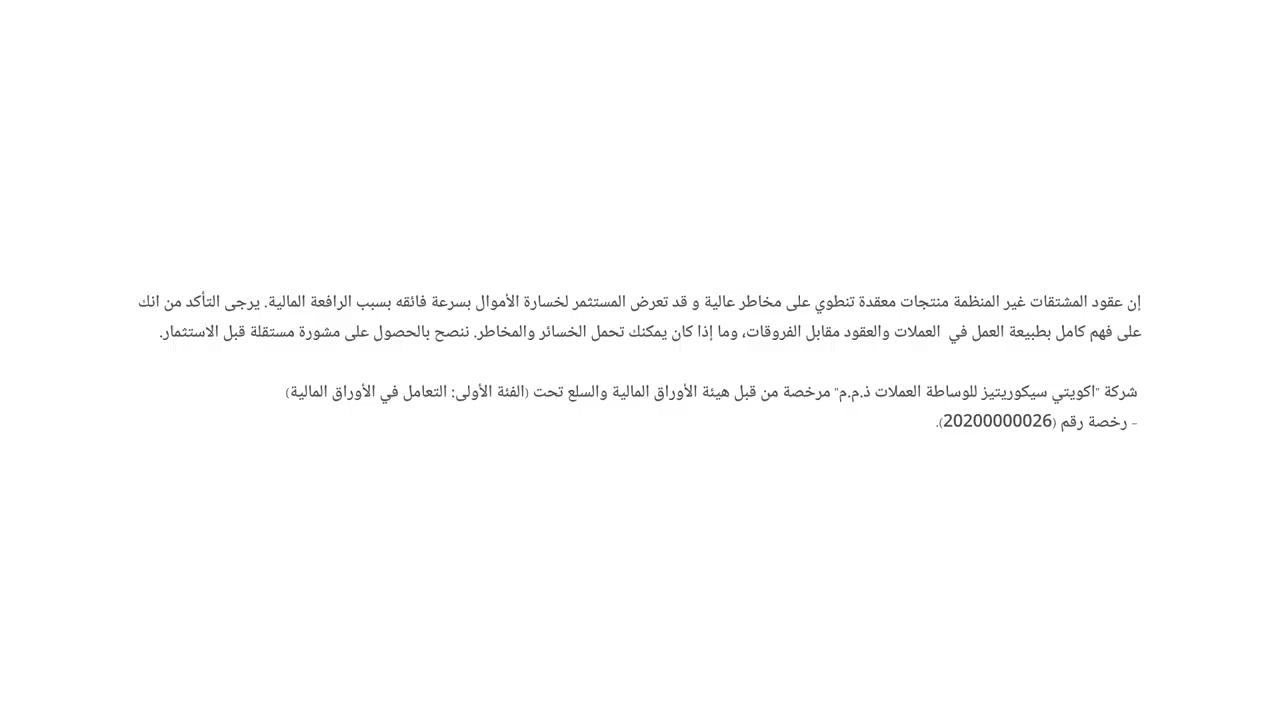 إن عقود المشتقات غير المنظمة منتجات معقدة تنطوي على مخاطر عالية و قد تعرض المستثمر لخسارة الأموال بسرعة فائقه بسبب الرافعة المالية. يرجى التأكد من انك
على فهم كامل بطبيعة العمل في العملات والعقود مقابل الفروقات، وما إذا كان يمكنك تحمل الخسائر والمخاطر. ننصح بالحصول على مشورة مستقلة قبل الاستثمار.
شركة "اكويتي سيكوريتيز للوساطة العملات ذ.م.م" مرخصة من قبل هيئة الأوراق المالية والسلع تحت (الفئة الأولى: التعامل في الأوراق المالية)
- رخصة رقم (20200000026).